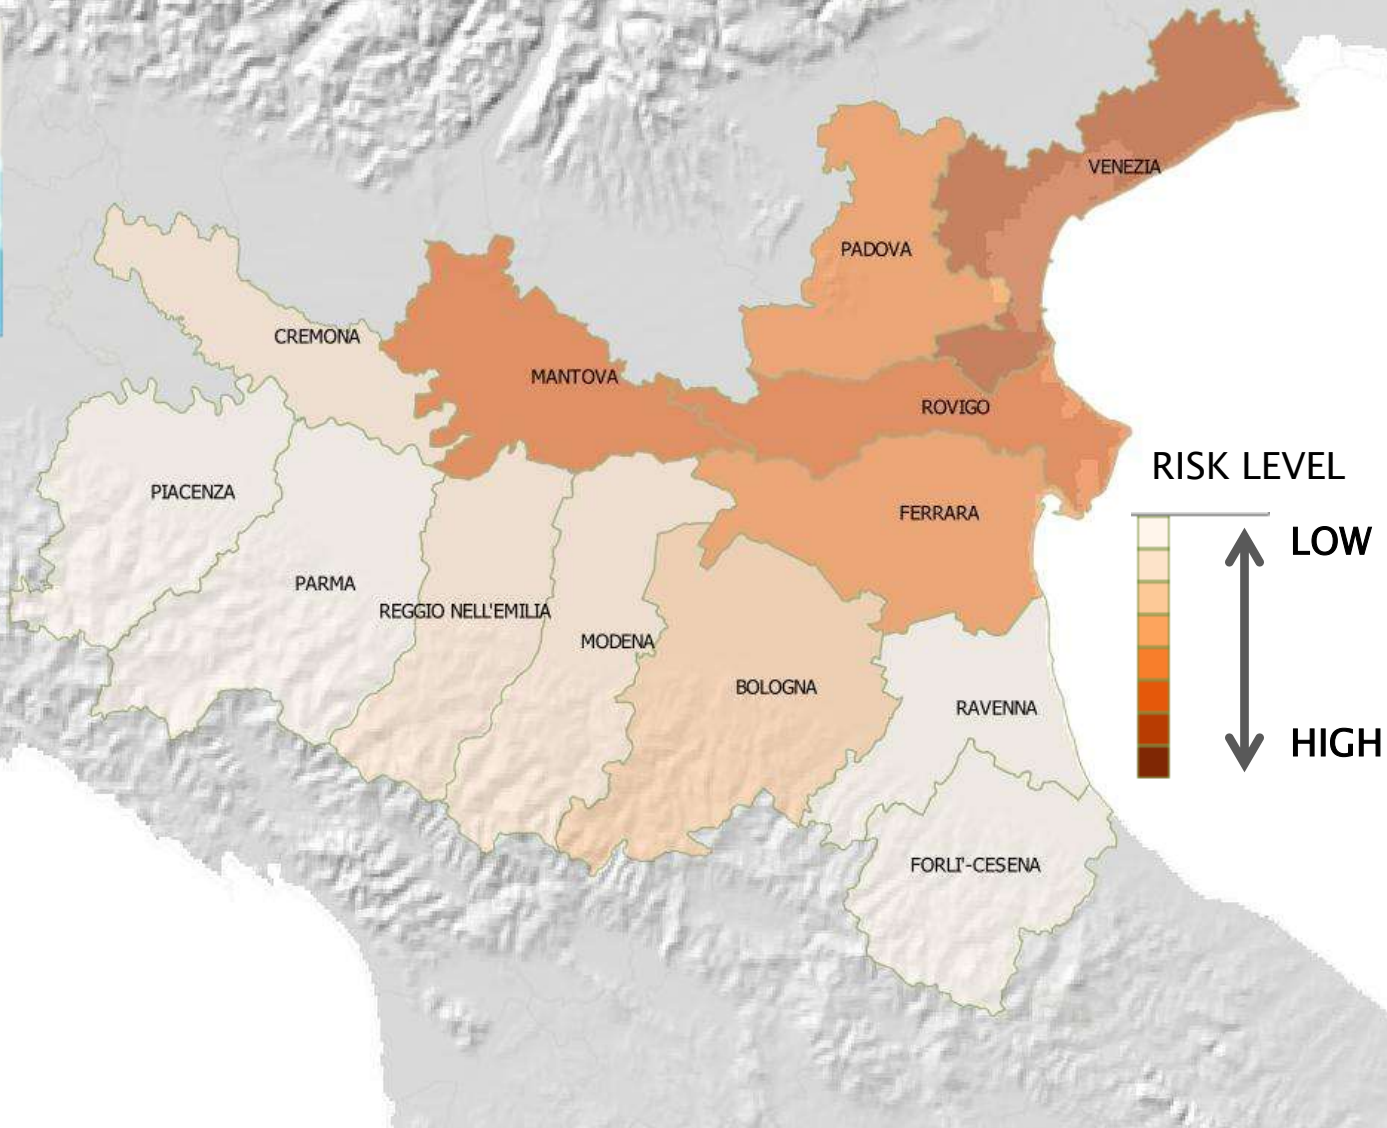 VENEZIA
PADOVA
CREMONA
MANTOVA
ROVIGO
RISK LEVEL
PIACENZA
FERRARA
LOW
PARMA
REGGIO NELL'EMILIA
MODENA
BOLOGNA
RAVENNA
HIGH
FORLI'-CESENA